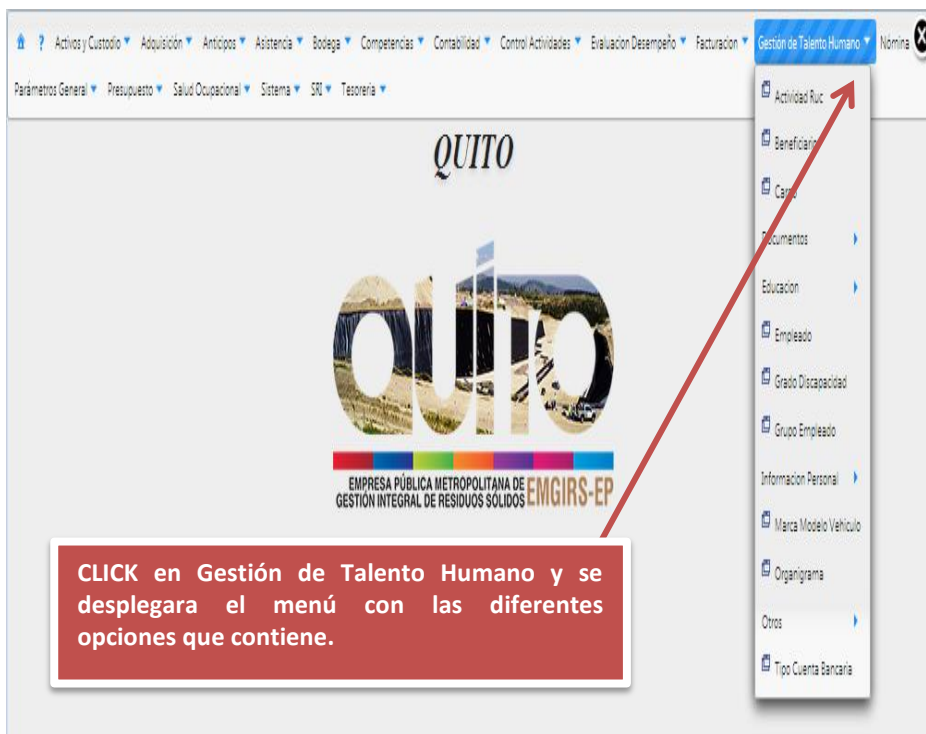 ? Activos y Custodio Adquisición Anticipos Asistencia Bodega Competencias Contabilidad Control Actividades Evaluacion Desempeño Facturacion Gestión de Talento Humano Nómina
Parámetros General Presupuesto Salud Ocupacional Sistema SRI Tesoreria
Actividad Ruc
Beneficiario
Cargo
Documentos
Educacion
Empleado
Grado Discapacidad
Grupo Empleado
Informacion Personal
Marca Modelo Vehiculo
Organigrama
Otros
Tipo Cuenta Bancaria
QUITO
QUITO
EMPRESA PÚBLICA METROPOLITANA DE
GESTIÓN INTEGRAL DE RESIDUOS SÓLIDOS EMGIRS-EP
CLICK en Gestión de Talento Humano y se
desplegara el menú con las diferentes
opciones que contiene.